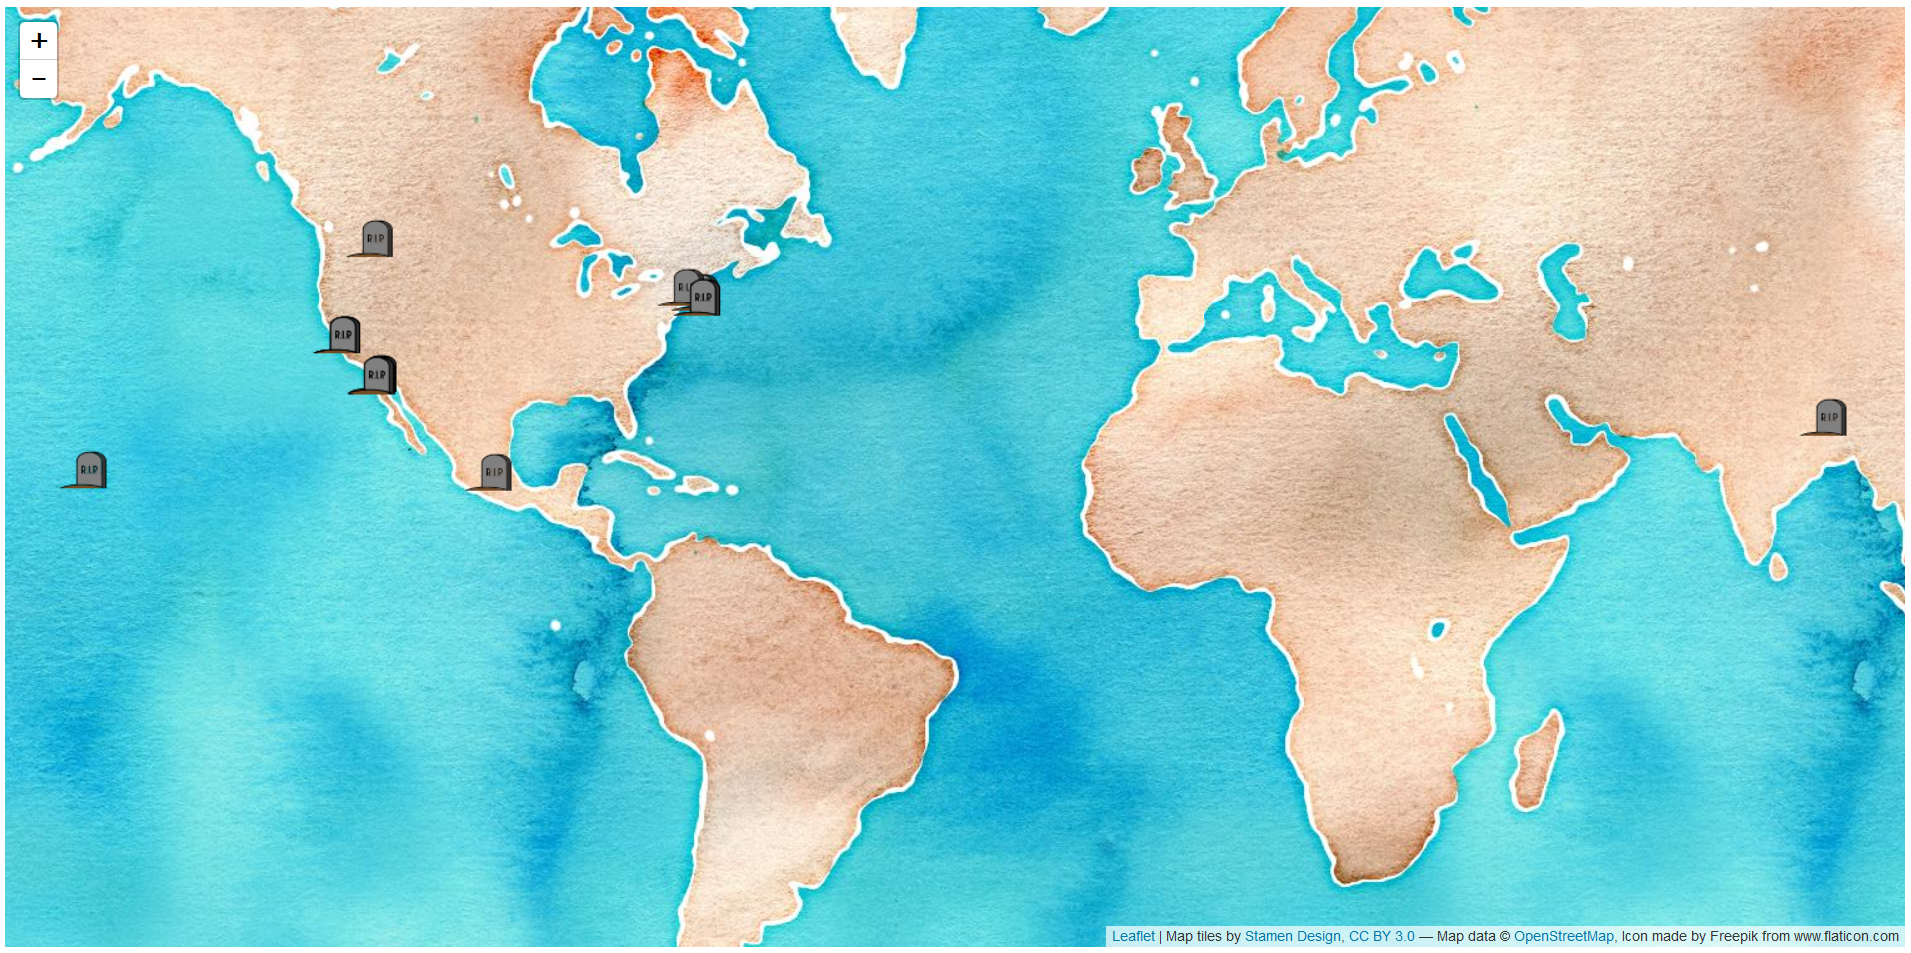 +
−
R.I.P
R.I.
R.I.P
R.I.P
R.I.P
R.I.P
R.I.P
R.I.P
Leaflet | Map tiles by Stamen Design, CC BY 3.0 — Map data © OpenStreetMap, Icon made by Freepik from www.flaticon.com